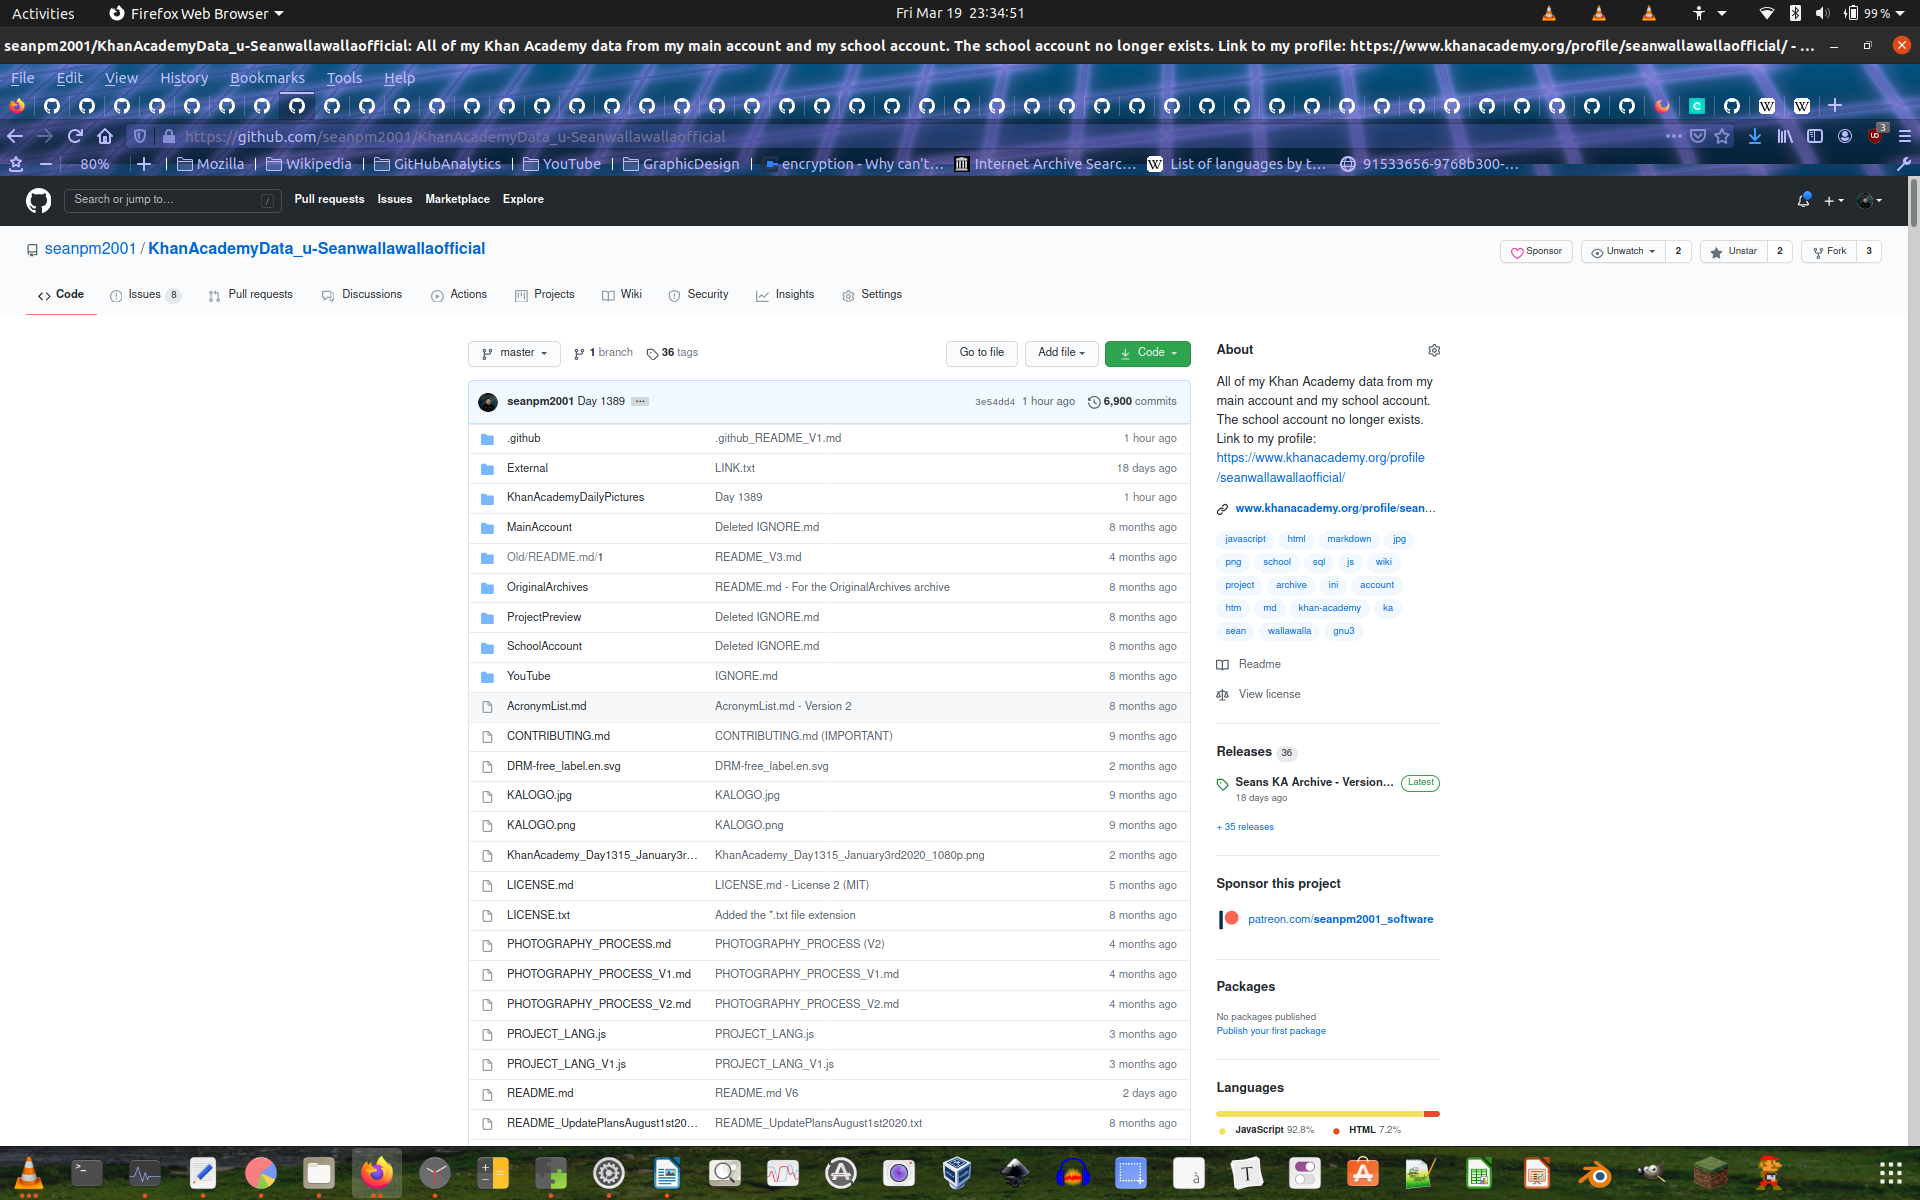 Activities Firefox Web Browser Fri Mar 19 23:34:51 99 %
seanpm2001/KhanAcademyData_u-Seanwallawallaofficial: All of my Khan Academy data from my main account and my school account. The school account no longer exists. Link to my profile: https://www.khanacademy.org/profile/seanwallawallaofficial/ - ...
File Edit View History Bookmarks Tools Help
https://github.com/seanpm2001/KhanAcademyData_u-Seanwallawallaofficial 3
80% Mozilla Wikipedia GitHubAnalytics YouTube GraphicDesign encryption - Why can't... Internet Archive Searc... List of languages by t... 91533656-9768b300-...
Search or jump to... / Pull requests Issues Marketplace Explore
seanpm2001 / KhanAcademyData_u-Seanwallawallaofficial Sponsor Unwatch 2 Unstar 2 Fork 3
Code Issues 8 Pull requests Discussions Actions Projects Wiki Security Insights Settings
master 1 branch 36 tags Go to file Add file Code
seanpm2001 Day 1389 ... 3e54dd4 1 hour ago 6,900 commits
.github .github_README_V1.md 1 hour ago
External LINK.txt 18 days ago
KhanAcademyDailyPictures Day 1389 1 hour ago
MainAccount Deleted IGNORE.md 8 months ago
Old/README.md/1 README_V3.md 4 months ago
OriginalArchives README.md - For the OriginalArchives archive 8 months ago
ProjectPreview Deleted IGNORE.md 8 months ago
SchoolAccount Deleted IGNORE.md 8 months ago
YouTube IGNORE.md 8 months ago
AcronymList.md AcronymList.md - Version 2 8 months ago
CONTRIBUTING.md CONTRIBUTING.md (IMPORTANT) 9 months ago
DRM-free_label.en.svg DRM-free_label.en.svg 2 months ago
KALOGO.jpg KALOGO.jpg 9 months ago
KALOGO.png KALOGO.png 9 months ago
KhanAcademy_Day1315_January3r... KhanAcademy_Day1315_January3rd2020_1080p.png 2 months ago
LICENSE.md LICENSE.md - License 2 (MIT) 5 months ago
LICENSE.txt Added the *.txt file extension 8 months ago
PHOTOGRAPHY_PROCESS.md PHOTOGRAPHY_PROCESS (V2) 4 months ago
PHOTOGRAPHY_PROCESS_V1.md PHOTOGRAPHY_PROCESS_V1.md 4 months ago
PHOTOGRAPHY_PROCESS_V2.md PHOTOGRAPHY_PROCESS_V2.md 4 months ago
PROJECT_LANG.js PROJECT_LANG.js 3 months ago
PROJECT_LANG_V1.js PROJECT_LANG_V1.js 3 months ago
README.md README.md V6 2 days ago
README_UpdatePlansAugust1st20... README_UpdatePlansAugust1st2020.txt 8 months ago
About
All of my Khan Academy data from my
main account and my school account.
The school account no longer exists.
Link to my profile:
https://www.khanacademy.org/profile
/seanwallawallaofficial/
www.khanacademy.org/profile/sean...
javascript html markdown jpg
png school sql js wiki
project archive ini account
htm md khan-academy ka
sean wallawalla gnu3
Readme
View license
Releases 36
Seans KA Archive - Version... Latest
18 days ago
+ 35 releases
Sponsor this project
patreon.com/seanpm2001_software
Packages
No packages published
Publish your first package
Languages
JavaScript 92.8% HTML 7.2%